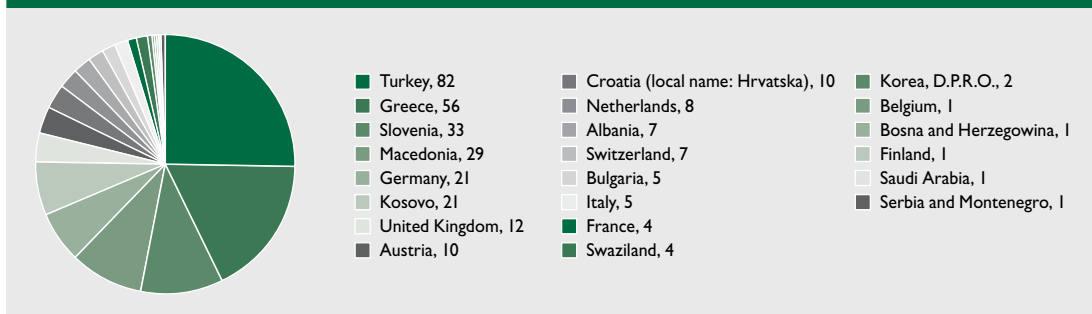 Turkey, 82
Greece, 56
Slovenia, 33
Macedonia, 29
Germany, 21
Kosovo, 21
United Kingdom, 12
Austria, 10
Croatia (local name: Hrvatska), 10
Netherlands, 8
Albania, 7
Switzerland, 7
Bulgaria, 5
Italy, 5
France, 4
Swaziland, 4
Korea, D.P.R.O., 2
Belgium, 1
Bosna and Herzegowina, 1
Finland, 1
Saudi Arabia, 1
Serbia and Montenegro, 1